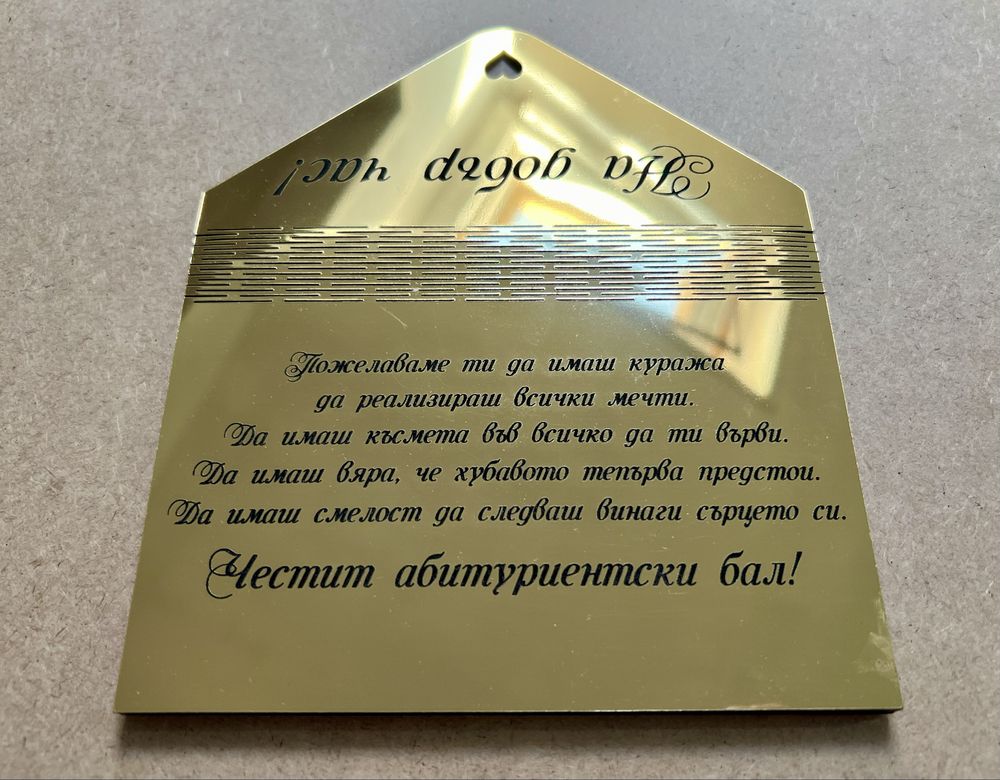 На добър час!
Пожелаваме ти да имаш куража
да реализираш всички мечти.
Да имаш късмета във всичко да ти върви.
Да имаш вяра, че хубавото тепърва предстои.
Да имаш смелост да следваш винаги сърцето си.
Честит абитуриентски бал!